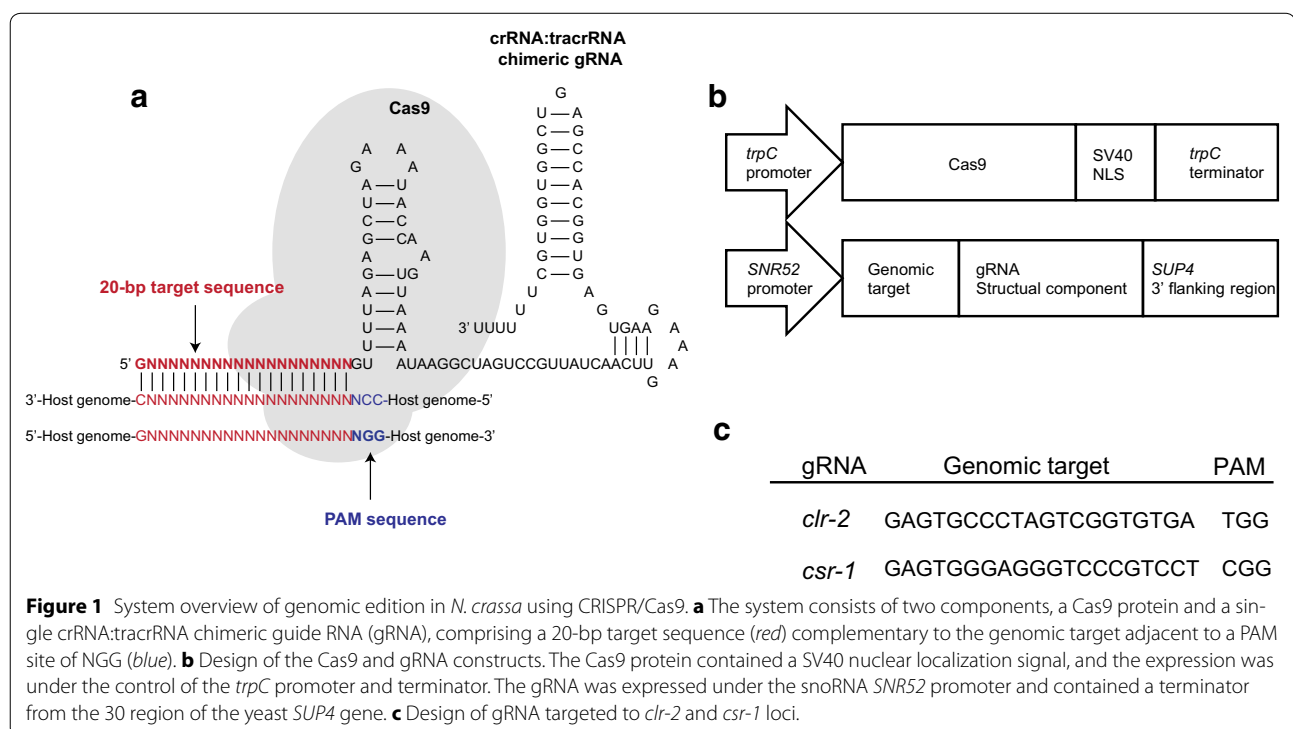 a
crRNA:tracrRNA
chimeric gRNA
Cas9
G
U — A
C — G
G — C
G — C
U — A
G — C
G — G
U — G
G — U
C — G
U A
3' UUUU
G UGAA G A A A G
A A
G A
A — U
U — A
C — C
G — CA
A A
G — UG
A — U
U — A
U — A
20-bp target sequence
5' GNNNNNNNNNNNNNNNNNNNGU AUAAGGCUAGUCCGUUAUCAACUU
3'-Host genome-CNNNNNNNNNNNNNNNNNNNNCC-Host genome-5'
5'-Host genome-GNNNNNNNNNNNNNNNNNNNNGG-Host genome-3'
PAM sequence
b
trpC
promoter
Cas9
SV40
NLS
trpC
terminator
SNR52
promoter
Genomic
target
gRNA
Structual component
SUP4
3' flanking region
c
gRNA Genomic target PAM
clr-2 GAGTGCCCTAGTCGGTGTGA TGG
csr-1 GAGTGGGAGGGTCCCGTCCT CGG
Figure 1 System overview of genomic edition in N. crassa using CRISPR/Cas9. a The system consists of two components, a Cas9 protein and a sin-
gle crRNA:tracrRNA chimeric guide RNA (gRNA), comprising a 20-bp target sequence (red) complementary to the genomic target adjacent to a PAM
site of NGG (blue). b Design of the Cas9 and gRNA constructs. The Cas9 protein contained a SV40 nuclear localization signal, and the expression was
under the control of the trpC promoter and terminator. The gRNA was expressed under the snoRNA SNR52 promoter and contained a terminator
from the 30 region of the yeast SUP4 gene. c Design of gRNA targeted to clr-2 and csr-1 loci.